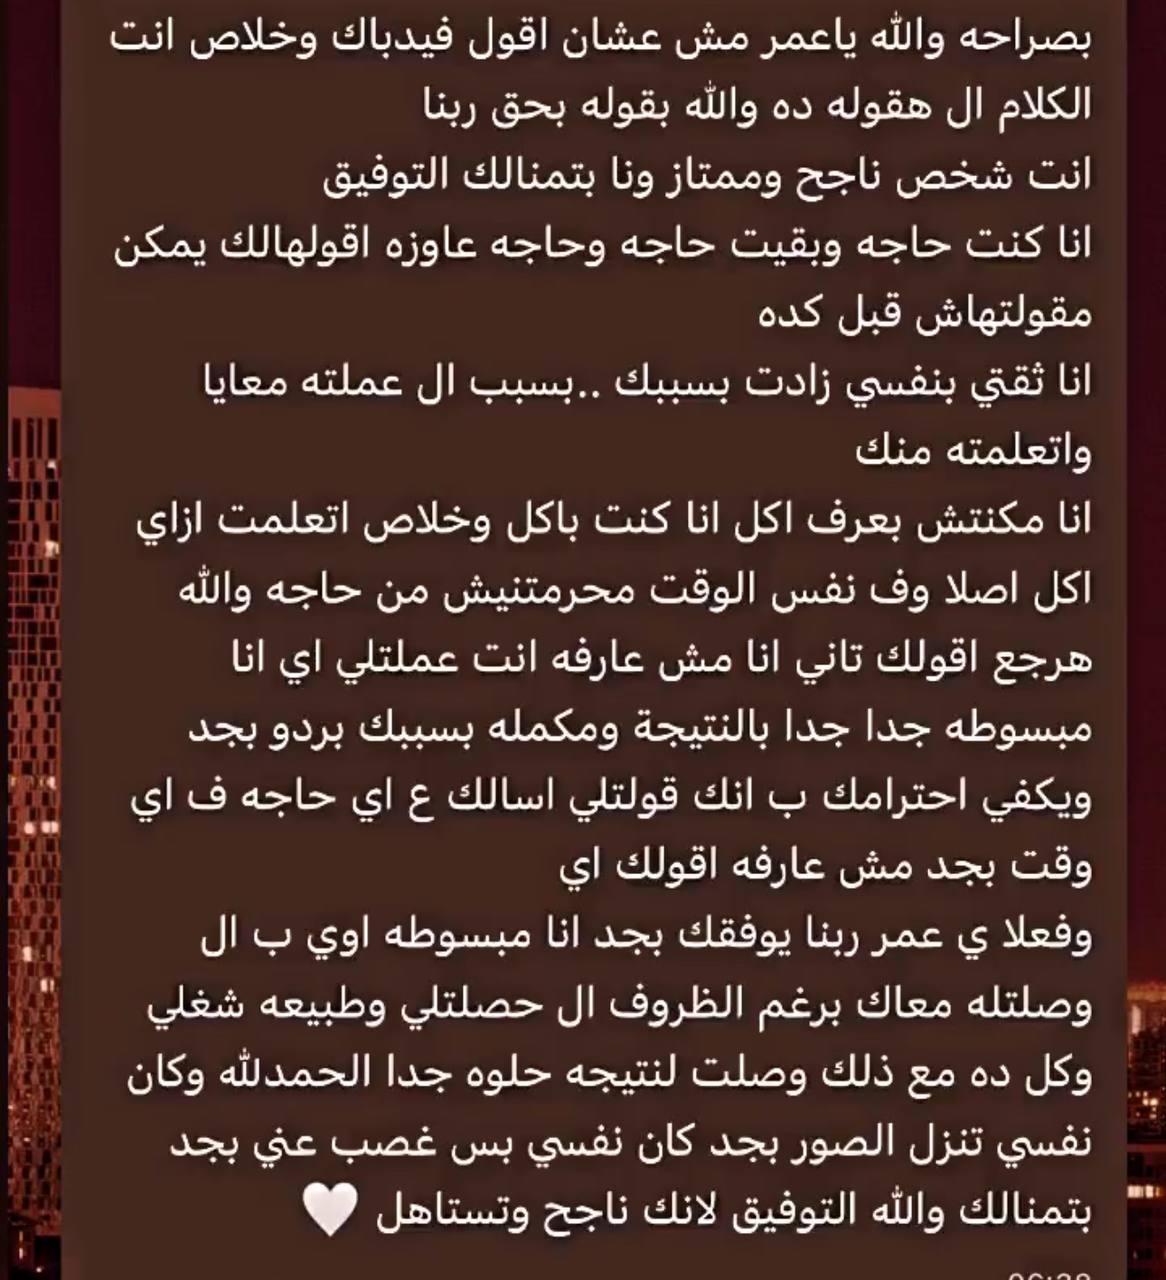 بصراحه والله ياعمر مش عشان اقول فيدباك وخلاص انت
الكلام ال هقوله ده والله بقوله بحق ربنا
انت شخص ناجح وممتاز ونا بتمنالك التوفيق
انا كنت حاجه وبقيت حاجه وحاجه عاوزه اقولهالك يمكن
مقولتهاش قبل كده
انا ثقتي بنفسي زادت بسببك ..بسبب ال عملته معايا
واتعلمته منك
انا مكنتش بعرف اكل انا كنت باكل وخلاص اتعلمت ازاي
اكل اصلا وف نفس الوقت محرمتنيش من حاجه والله
هرجع اقولك تاني انا مش عارفه انت عملتلي اي انا
مبسوطه جدا جدا بالنتيجة ومكمله بسببك بردو بجد
ويكفي احترامك ب انك قولتلي اسالك ع اي حاجه ف اي
وقت بجد مش عارفه اقولك اي
وفعلا ي عمر ربنا يوفقك بجد انا مبسوطه اوي ب ال
وصلتله معاك برغم الظروف ال حصلتلي وطبيعه شغلي
وكل ده مع ذلك وصلت لنتيجه حلوه جدا الحمدلله وكان
نفسي تنزل الصور بجد كان نفسي بس غصب عني بجد
بتمنالك والله التوفيق لانك ناجح وتستاهل 🤍